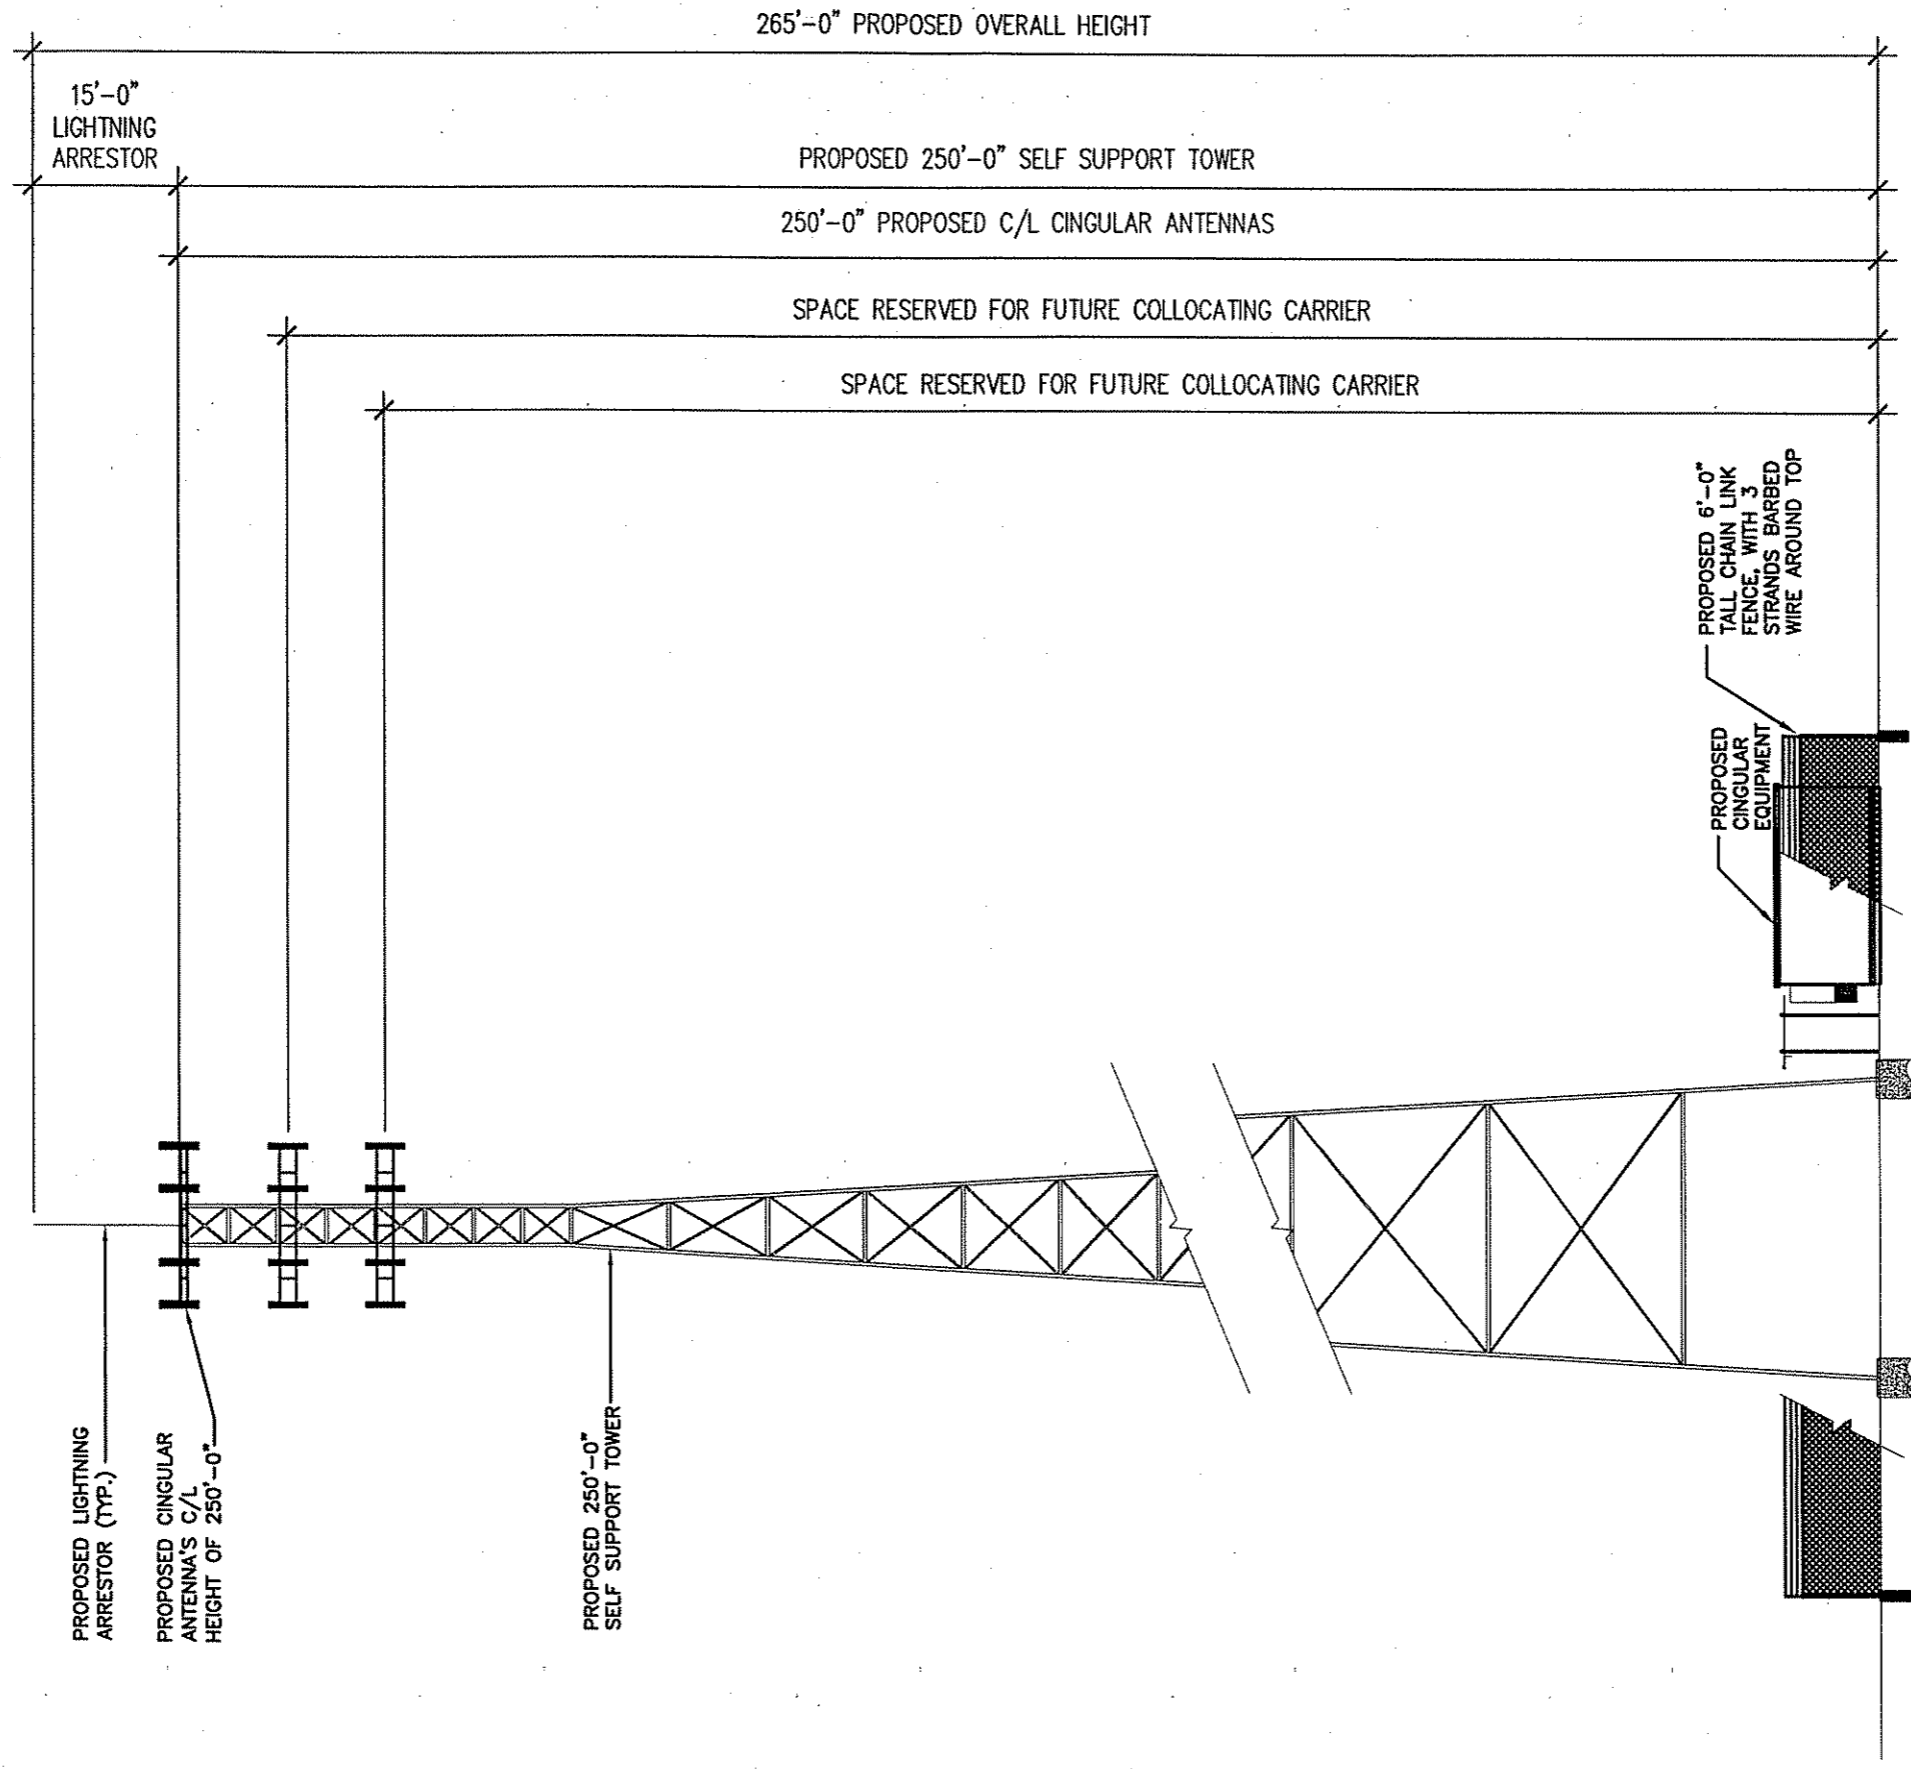 265'-0" PROPOSED OVERALL HEIGHT
15'-0"
LIGHTNING
ARRESTOR
PROPOSED 250'-0" SELF SUPPORT TOWER
250'-0" PROPOSED C/L CINGULAR ANTENNAS
SPACE RESERVED FOR FUTURE COLLOCATING CARRIER
SPACE RESERVED FOR FUTURE COLLOCATING CARRIER
PROPOSED 6'-0"
TALL CHAIN LINK
FENCE, WITH 3
STRANDS BARBED
WIRE AROUND TOP
PROPOSED
CINGULAR
EQUIPMENT
PROPOSED LIGHTNING
ARRESTOR (TYP.)
PROPOSED CINGULAR
ANTENNA'S C/L
HEIGHT OF 250'-0"
PROPOSED 250'-0"
SELF SUPPORT TOWER